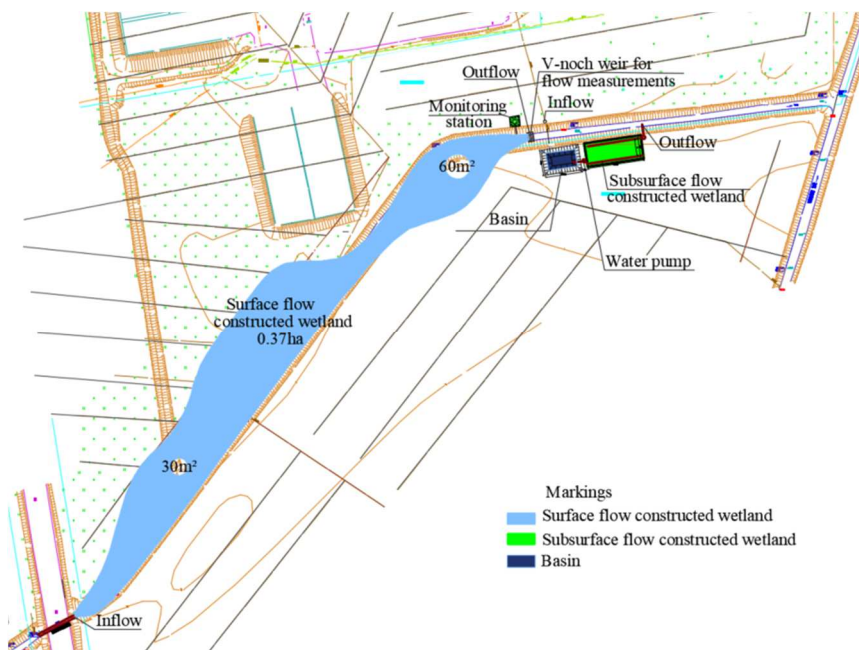 V-noch weir for
Outflow
flow measurements
Monitoring
station
Inflow
Outflow
60m²
Subsurface flow
constructed wetland
Basin
Water pump
Surface flow
constructed wetland
0.37ha
30m²
Markings
Surface flow constructed wetland
Subsurface flow constructed wetland
Basin
Inflow